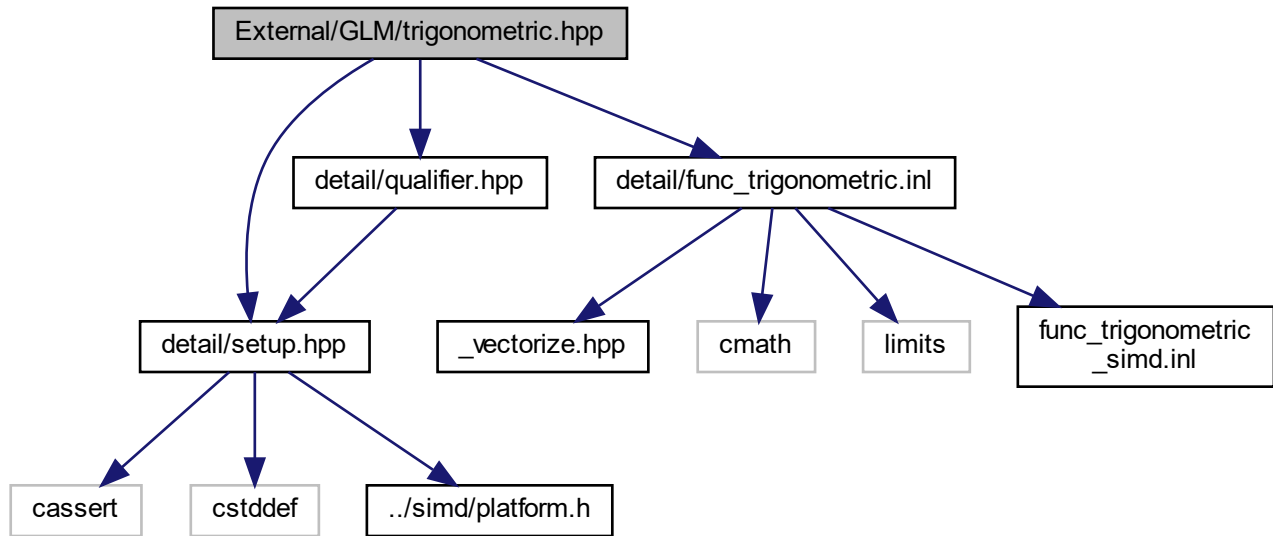 External/GLM/trigonometric.hpp
detail/qualifier.hpp
detail/func_trigonometric.inl
detail/setup.hpp
_vectorize.hpp
cmath
limits
func_trigonometric
_simd.inl
cassert
cstddef
../simd/platform.h